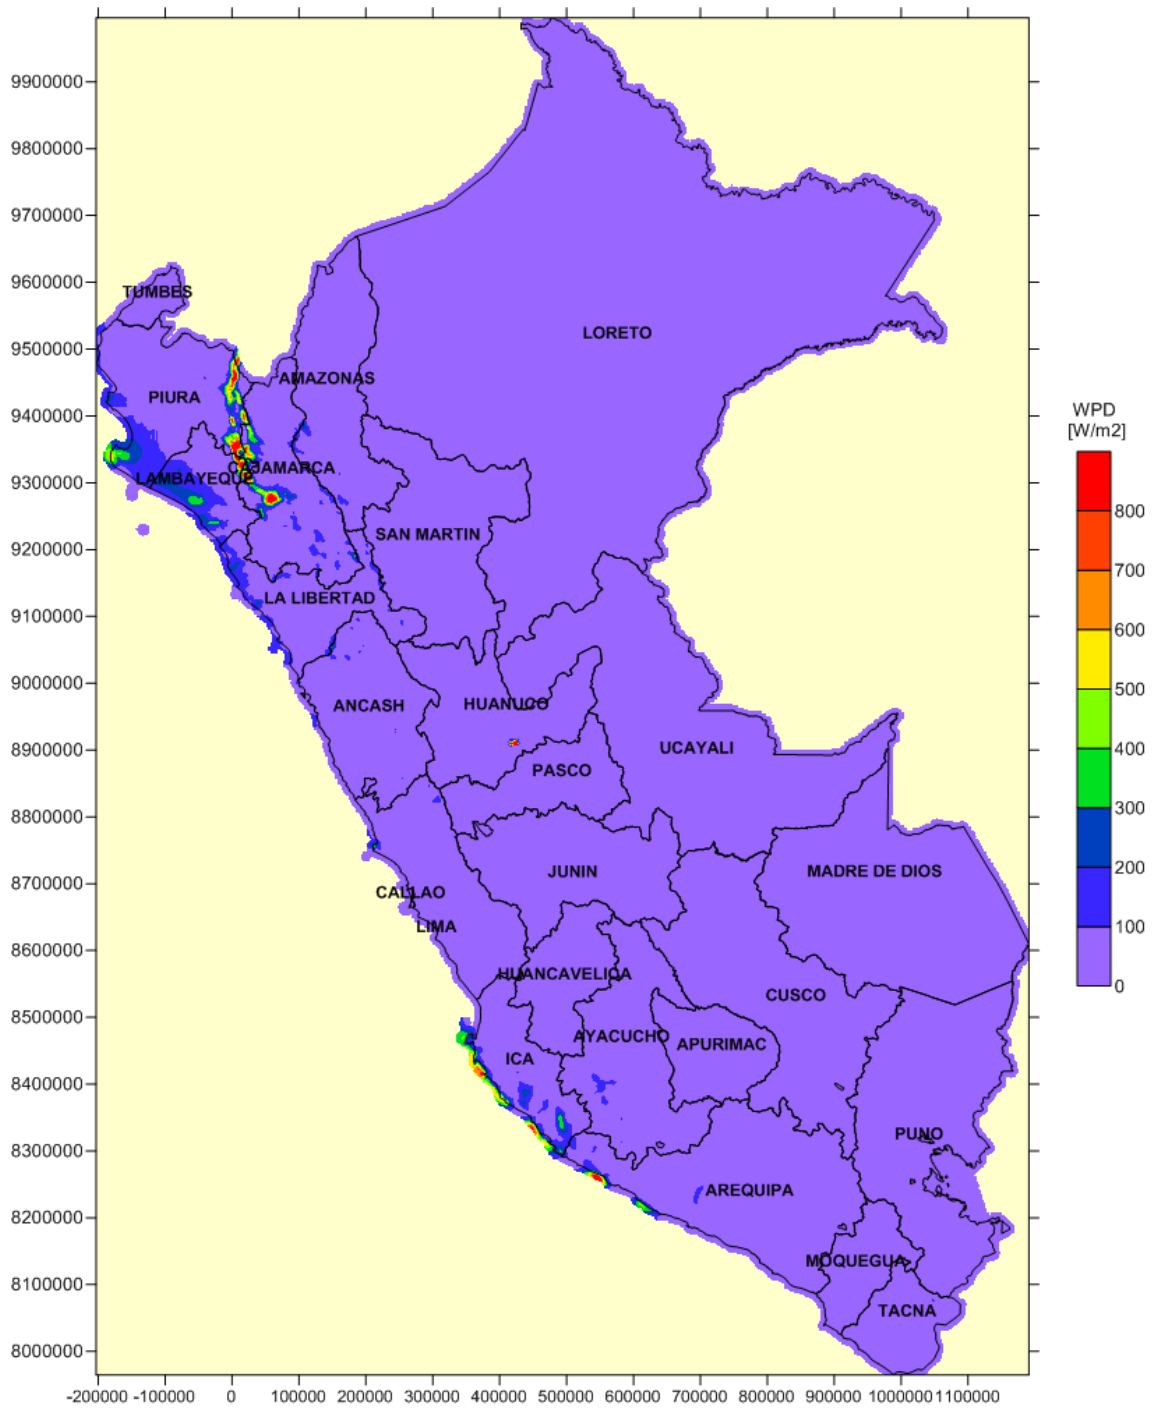 9900000
9800000
9700000
9600000
9500000
9400000
9300000
9200000
9100000
9000000
8900000
8800000
8700000
8600000
8500000
8400000
8300000
8200000
8100000
8000000
TUMBES
LORETO
AMAZONAS
PIURA
CAJAMARCA
LAMBAYEQUE
SAN MARTIN
LA LIBERTAD
ANCASH
HUANUCO
UCAYALI
PASCO
JUNIN
MADRE DE DIOS
CALLAO
LIMA
HUANCAVELICA
CUSCO
AYACUCHO
APURIMAC
ICA
PUNO
AREQUIPA
MOQUEGUA
TACNA
-200000 -100000 0 100000 200000 300000 400000 500000 600000 700000 800000 900000 1000000 1100000
WPD
[W/m2]
800
700
600
500
400
300
200
100
0